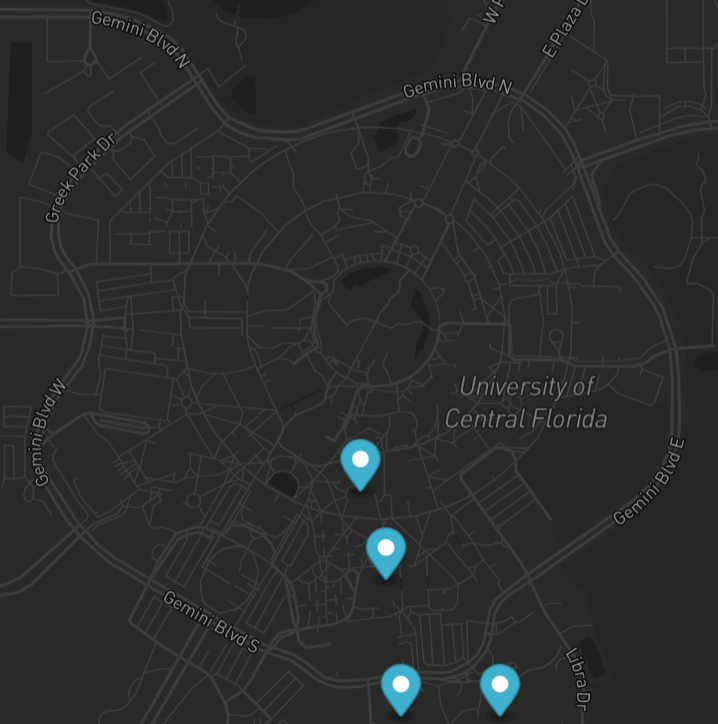 Gemini Blvd N
W P
E Plaza D
Gemini Blvd N
Greek Park Dr
University of
Central Florida
Gemini Blvd W
Gemini Blvd E
Gemini Blvd S
Libra Dr